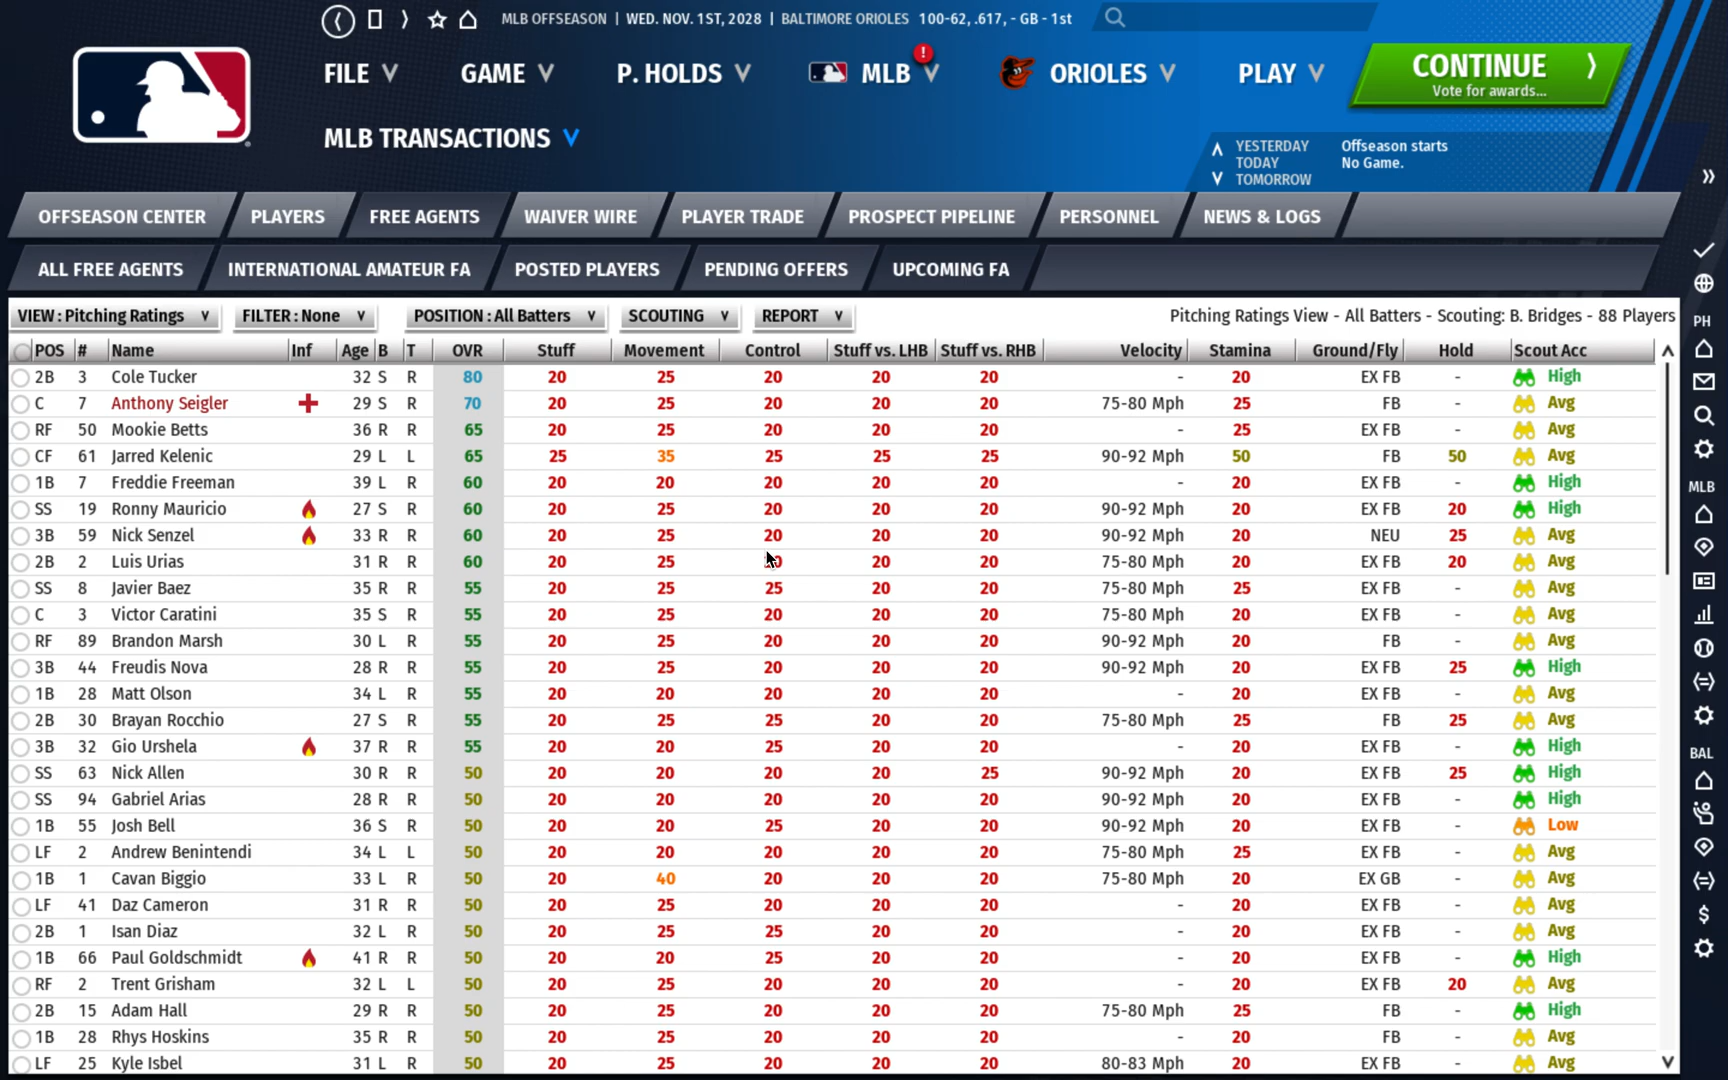 MLB OFFSEASON | WED. NOV. 1ST, 2028 | BALTIMORE ORIOLES 100-62, .617, - GB - 1st
FILE GAME P. HOLDS MLB ! ORIOLES PLAY CONTINUE
Vote for awards...
MLB TRANSACTIONS
YESTERDAY Offseason starts
TODAY No Game.
TOMORROW
OFFSEASON CENTER PLAYERS FREE AGENTS WAIVER WIRE PLAYER TRADE PROSPECT PIPELINE PERSONNEL NEWS & LOGS
ALL FREE AGENTS INTERNATIONAL AMATEUR FA POSTED PLAYERS PENDING OFFERS UPCOMING FA
VIEW : Pitching Ratings FILTER : None POSITION : All Batters SCOUTING REPORT Pitching Ratings View - All Batters - Scouting: B. Bridges - 88 Players
POS # Name Inf Age B T OVR Stuff Movement Control Stuff vs. LHB Stuff vs. RHB Velocity Stamina Ground/Fly Hold Scout Acc
2B 3 Cole Tucker 32 S R 80 20 25 20 20 20 - 20 EX FB - High
C 7 Anthony Seigler 29 S R 70 20 25 20 20 20 75-80 Mph 25 FB - Avg
RF 50 Mookie Betts 36 R R 65 20 25 20 20 20 - 25 EX FB - Avg
CF 61 Jarred Kelenic 29 L L 65 25 35 25 25 25 90-92 Mph 50 FB 50 Avg
1B 7 Freddie Freeman 39 L R 60 20 20 20 20 20 - 20 EX FB - High
SS 19 Ronny Mauricio 27 S R 60 20 25 20 20 20 90-92 Mph 20 EX FB 20 High
3B 59 Nick Senzel 33 R R 60 20 25 20 20 20 90-92 Mph 20 NEU 25 Avg
2B 2 Luis Urias 31 R R 60 20 25 20 20 75-80 Mph 20 EX FB 20 Avg
SS 8 Javier Baez 35 R R 55 20 25 25 20 20 75-80 Mph 25 EX FB - Avg
C 3 Victor Caratini 35 S R 55 20 25 20 20 20 75-80 Mph 20 EX FB - Avg
RF 89 Brandon Marsh 30 L R 55 20 25 20 20 20 90-92 Mph 20 FB - Avg
3B 44 Freudis Nova 28 R R 55 20 25 20 20 20 90-92 Mph 20 EX FB 25 High
1B 28 Matt Olson 34 L R 55 20 20 20 20 20 - 20 EX FB - Avg
2B 30 Brayan Rocchio 27 S R 55 20 25 25 20 20 75-80 Mph 25 FB 25 Avg
3B 32 Gio Urshela 37 R R 55 20 20 25 20 20 - 20 EX FB - High
SS 63 Nick Allen 30 R R 50 20 20 20 20 25 90-92 Mph 20 EX FB 25 High
SS 94 Gabriel Arias 28 R R 50 20 25 20 20 20 90-92 Mph 20 EX FB - High
1B 55 Josh Bell 36 S R 50 20 20 25 20 20 90-92 Mph 20 EX FB - Low
LF 2 Andrew Benintendi 34 L L 50 20 20 20 20 20 75-80 Mph 25 EX FB - Avg
1B 1 Cavan Biggio 33 L R 50 20 40 20 20 20 75-80 Mph 20 EX GB - Avg
LF 41 Daz Cameron 31 R R 50 20 25 20 20 20 - 20 EX FB - Avg
2B 1 Isan Diaz 32 L R 50 20 25 25 20 20 - 20 EX FB - Avg
1B 66 Paul Goldschmidt 41 R R 50 20 20 25 20 20 - 20 EX FB - High
RF 2 Trent Grisham 32 L L 50 20 25 20 20 20 - 20 EX FB 20 Avg
2B 15 Adam Hall 29 R R 50 20 25 20 20 20 75-80 Mph 25 FB - High
1B 28 Rhys Hoskins 35 R R 50 20 25 20 20 20 - 20 FB - Avg
LF 25 Kyle Isbel 31 L R 50 20 25 20 20 20 80-83 Mph 20 EX FB - Avg
PH
MLB
BAL
$